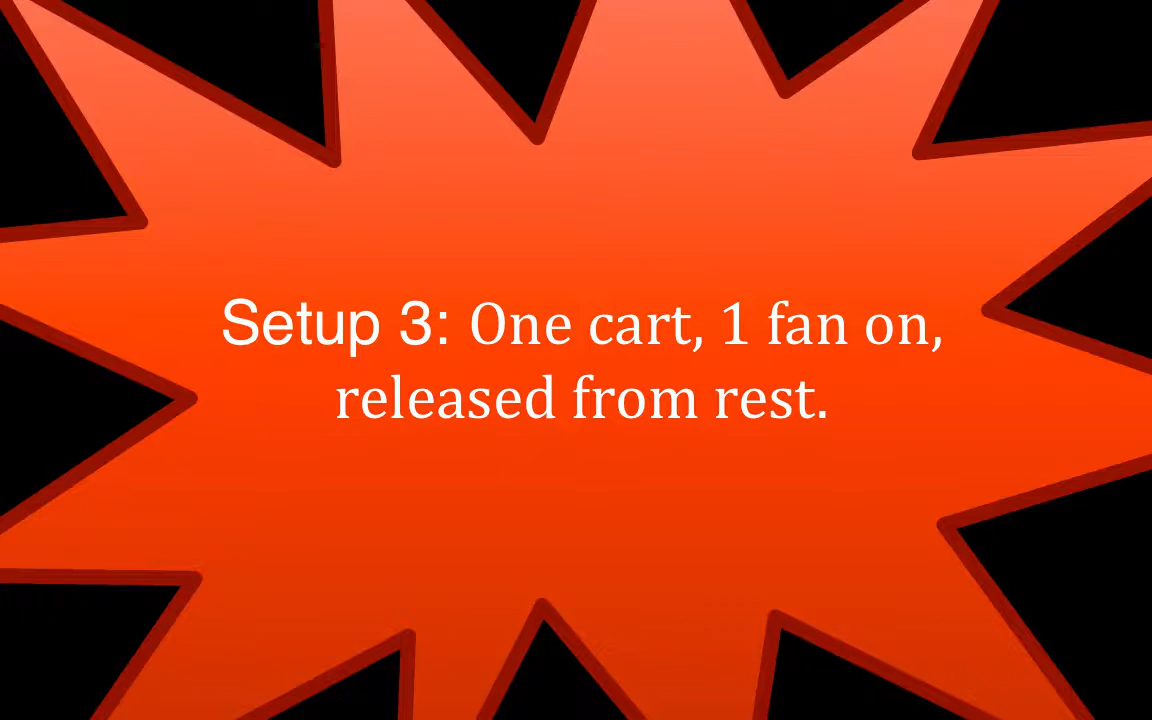 Setup 3: One cart, 1 fan on,
released from rest.